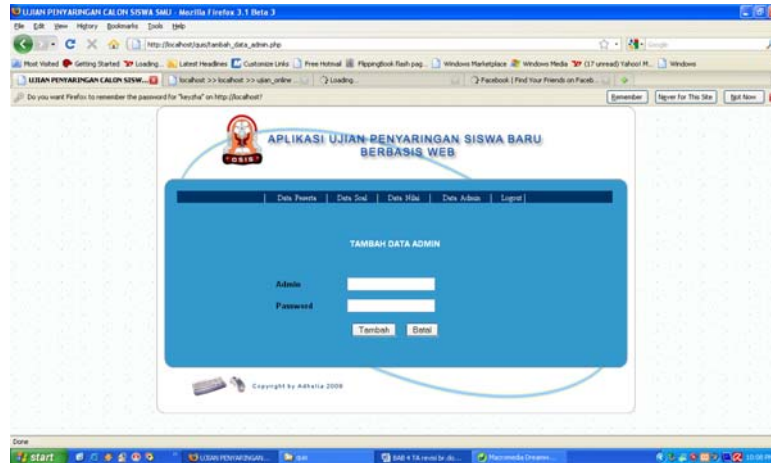 UJIAN PENYARINGAN CALON SISWA SMU - Mozilla Firefox 3.1 Beta 3
File Edit View History Bookmarks Tools Help
http://localhost/quis/tambah_data_admin.php
Most Visited Getting Started Loading... Latest Headlines Customize Links Free Hotmail FlippingBook flash pag... Windows Marketplace Windows Media (17 unread) Yahoo! M... Windows
UJIAN PENYARINGAN CALON SISW... localhost >> localhost >> ujian_online Loading... Facebook | Find Your Friends on Faceb...
Do you want Firefox to remember the password for "keyzha" on http://localhost? Remember Never for This Site Not Now
OSIS
APLIKASI UJIAN PENYARINGAN SISWA BARU
BERBASIS WEB
| Data Peserta | Data Soal | Data Nilai | Data Admin | Logout |
TAMBAH DATA ADMIN
Admin
Password
Tambah Batal
Copyright by Adhelia 2008
Done
start UJIAN PENYARINGAN... quis BAB 4 TA revisi br.do... Macromedia Dreamw... 10:08 PM